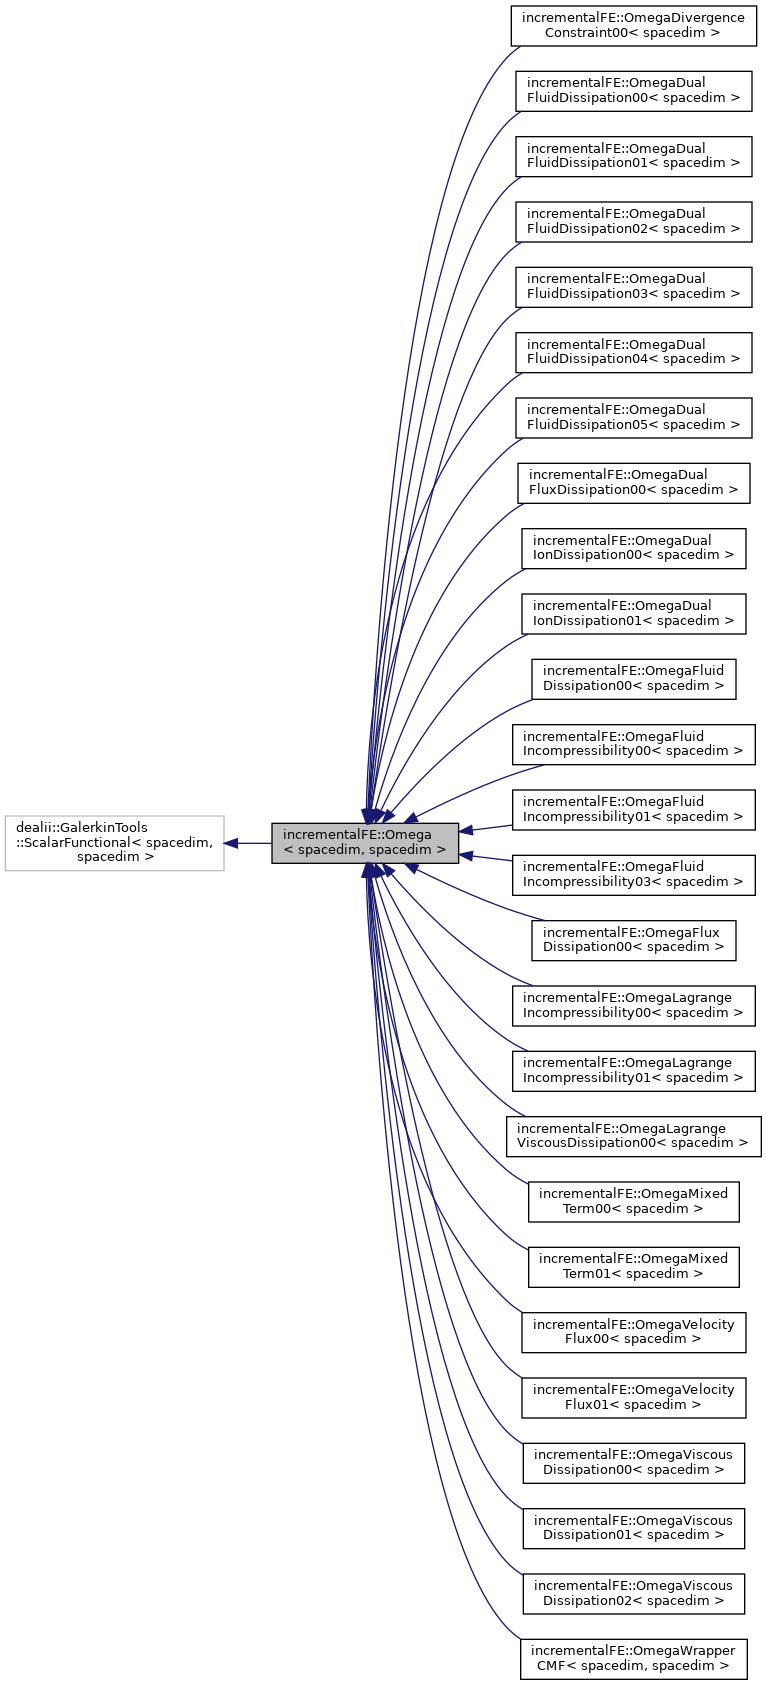 incrementalFE::OmegaDivergence
Constraint00< spacedim >
incrementalFE::OmegaDual
FluidDissipation00< spacedim >
incrementalFE::OmegaDual
FluidDissipation01< spacedim >
incrementalFE::OmegaDual
FluidDissipation02< spacedim >
incrementalFE::OmegaDual
FluidDissipation03< spacedim >
incrementalFE::OmegaDual
FluidDissipation04< spacedim >
incrementalFE::OmegaDual
FluidDissipation05< spacedim >
incrementalFE::OmegaDual
FluxDissipation00< spacedim >
incrementalFE::OmegaDual
IonDissipation00< spacedim >
incrementalFE::OmegaDual
IonDissipation01< spacedim >
incrementalFE::OmegaFluid
Dissipation00< spacedim >
incrementalFE::OmegaFluid
Incompressibility00< spacedim >
incrementalFE::OmegaFluid
Incompressibility01< spacedim >
dealii::GalerkinTools
::ScalarFunctional< spacedim,
spacedim >
incrementalFE::Omega
< spacedim, spacedim >
incrementalFE::OmegaFluid
Incompressibility03< spacedim >
incrementalFE::OmegaFlux
Dissipation00< spacedim >
incrementalFE::OmegaLagrange
Incompressibility00< spacedim >
incrementalFE::OmegaLagrange
Incompressibility01< spacedim >
incrementalFE::OmegaLagrange
ViscousDissipation00< spacedim >
incrementalFE::OmegaMixed
Term00< spacedim >
incrementalFE::OmegaMixed
Term01< spacedim >
incrementalFE::OmegaVelocity
Flux00< spacedim >
incrementalFE::OmegaVelocity
Flux01< spacedim >
incrementalFE::OmegaViscous
Dissipation00< spacedim >
incrementalFE::OmegaViscous
Dissipation01< spacedim >
incrementalFE::OmegaViscous
Dissipation02< spacedim >
incrementalFE::OmegaWrapper
CMF< spacedim, spacedim >